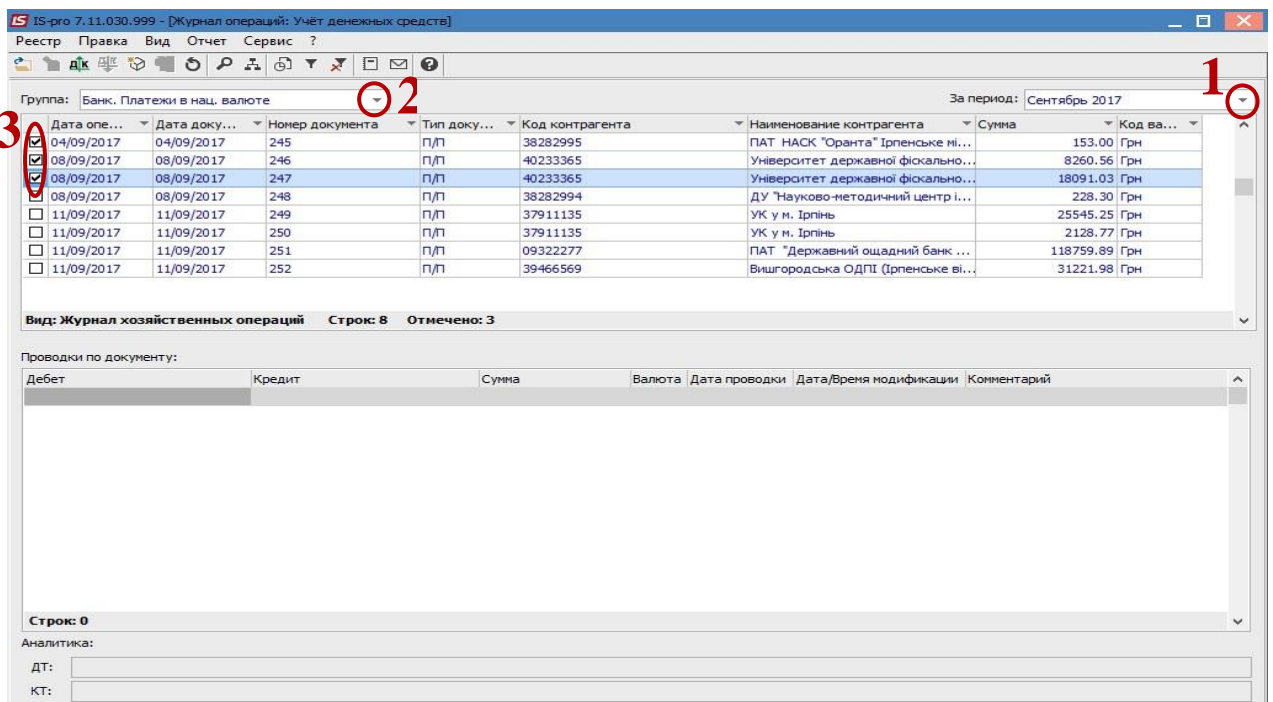 IS-pro 7.11.030.999 - [Журнал операций: Учёт денежных средств]
Реестр Правка Вид Отчет Сервис ?
Группа: Банк. Платежи в нац. валюте 2 За период: Сентябрь 2017 1
3 Дата опе... Дата доку... Номер документа Тип доку... Код контрагента Наименование контрагента Сумма Код ва...
04/09/2017 04/09/2017 245 П/П 38282995 ПАТ НАСК "Оранта" Ірпенське мі... 153.00 Грн
08/09/2017 08/09/2017 246 П/П 40233365 Університет державної фіскально... 8260.56 Грн
08/09/2017 08/09/2017 247 П/П 40233365 Університет державної фіскально... 18091.03 Грн
08/09/2017 08/09/2017 248 П/П 38282994 ДУ "Науково-методичний центр і... 228.30 Грн
11/09/2017 11/09/2017 249 П/П 37911135 УК у м. Ірпінь 25545.25 Грн
11/09/2017 11/09/2017 250 П/П 37911135 УК у м. Ірпінь 2128.77 Грн
11/09/2017 11/09/2017 251 П/П 09322277 ПАТ "Державний ощадний банк ... 118759.89 Грн
11/09/2017 11/09/2017 252 П/П 39466569 Вишгородська ОДПІ (Ірпенське ві... 31221.98 Грн
Вид: Журнал хозяйственных операций Строк: 8 Отмечено: 3
Проводки по документу:
Дебет Кредит Сумма Валюта Дата проводки Дата/Время модификации Комментарий
Строк: 0
Аналитика:
ДТ:
КТ: